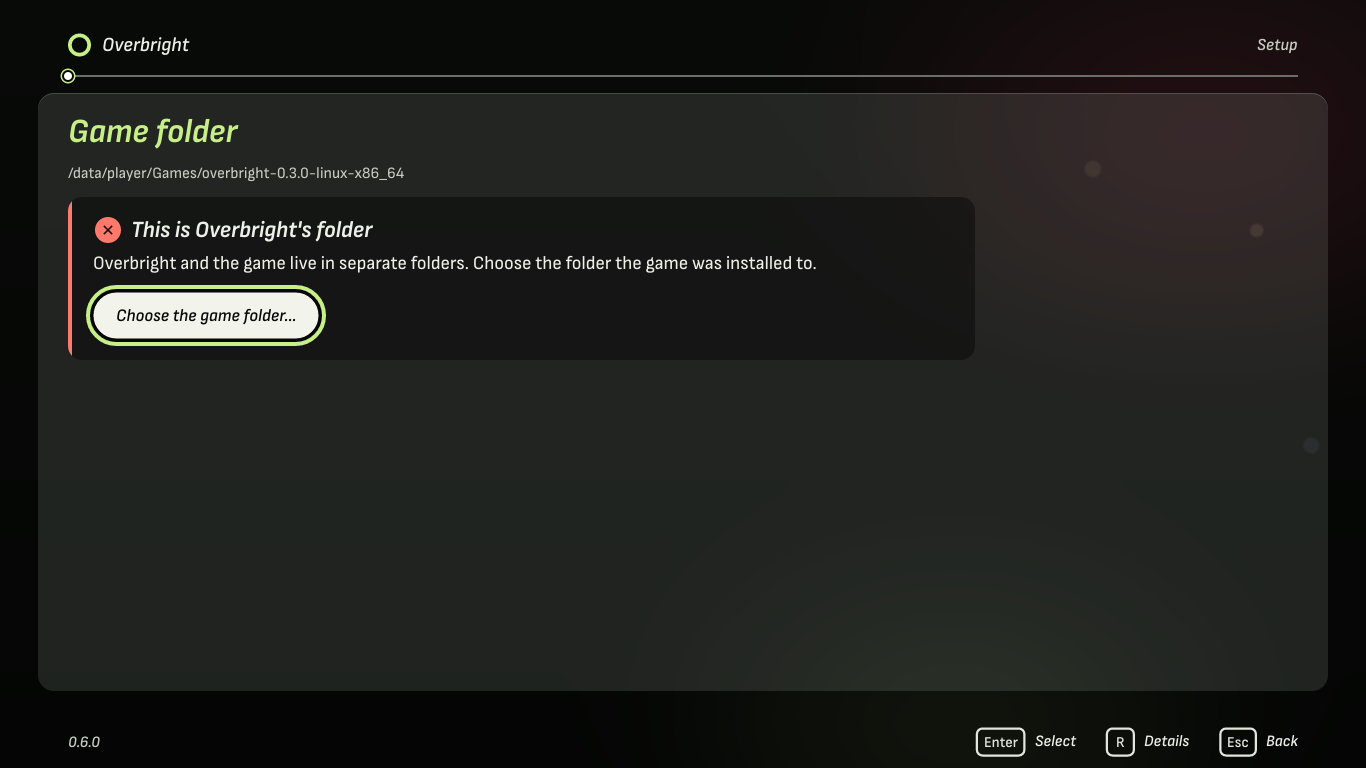 Overbright
Setup
Game folder
/data/player/Games/overbright-0.3.0-linux-x86_64
This is Overbright's folder
Overbright and the game live in separate folders. Choose the folder the game was installed to.
Choose the game folder...
0.6.0
Enter Select R Details Esc Back